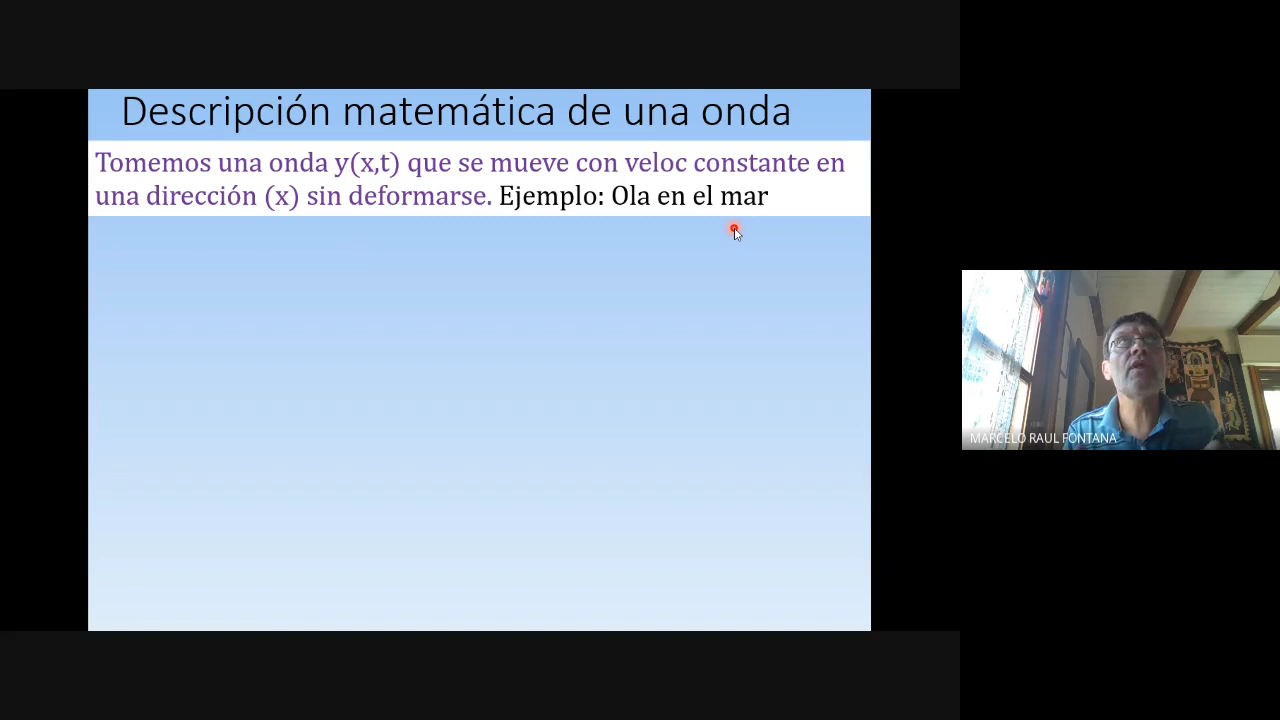 Descripción matemática de una onda
Tomemos una onda y(x,t) que se mueve con veloc constante en
una dirección (x) sin deformarse. Ejemplo: Ola en el mar
MARCELO RAUL FONTANA